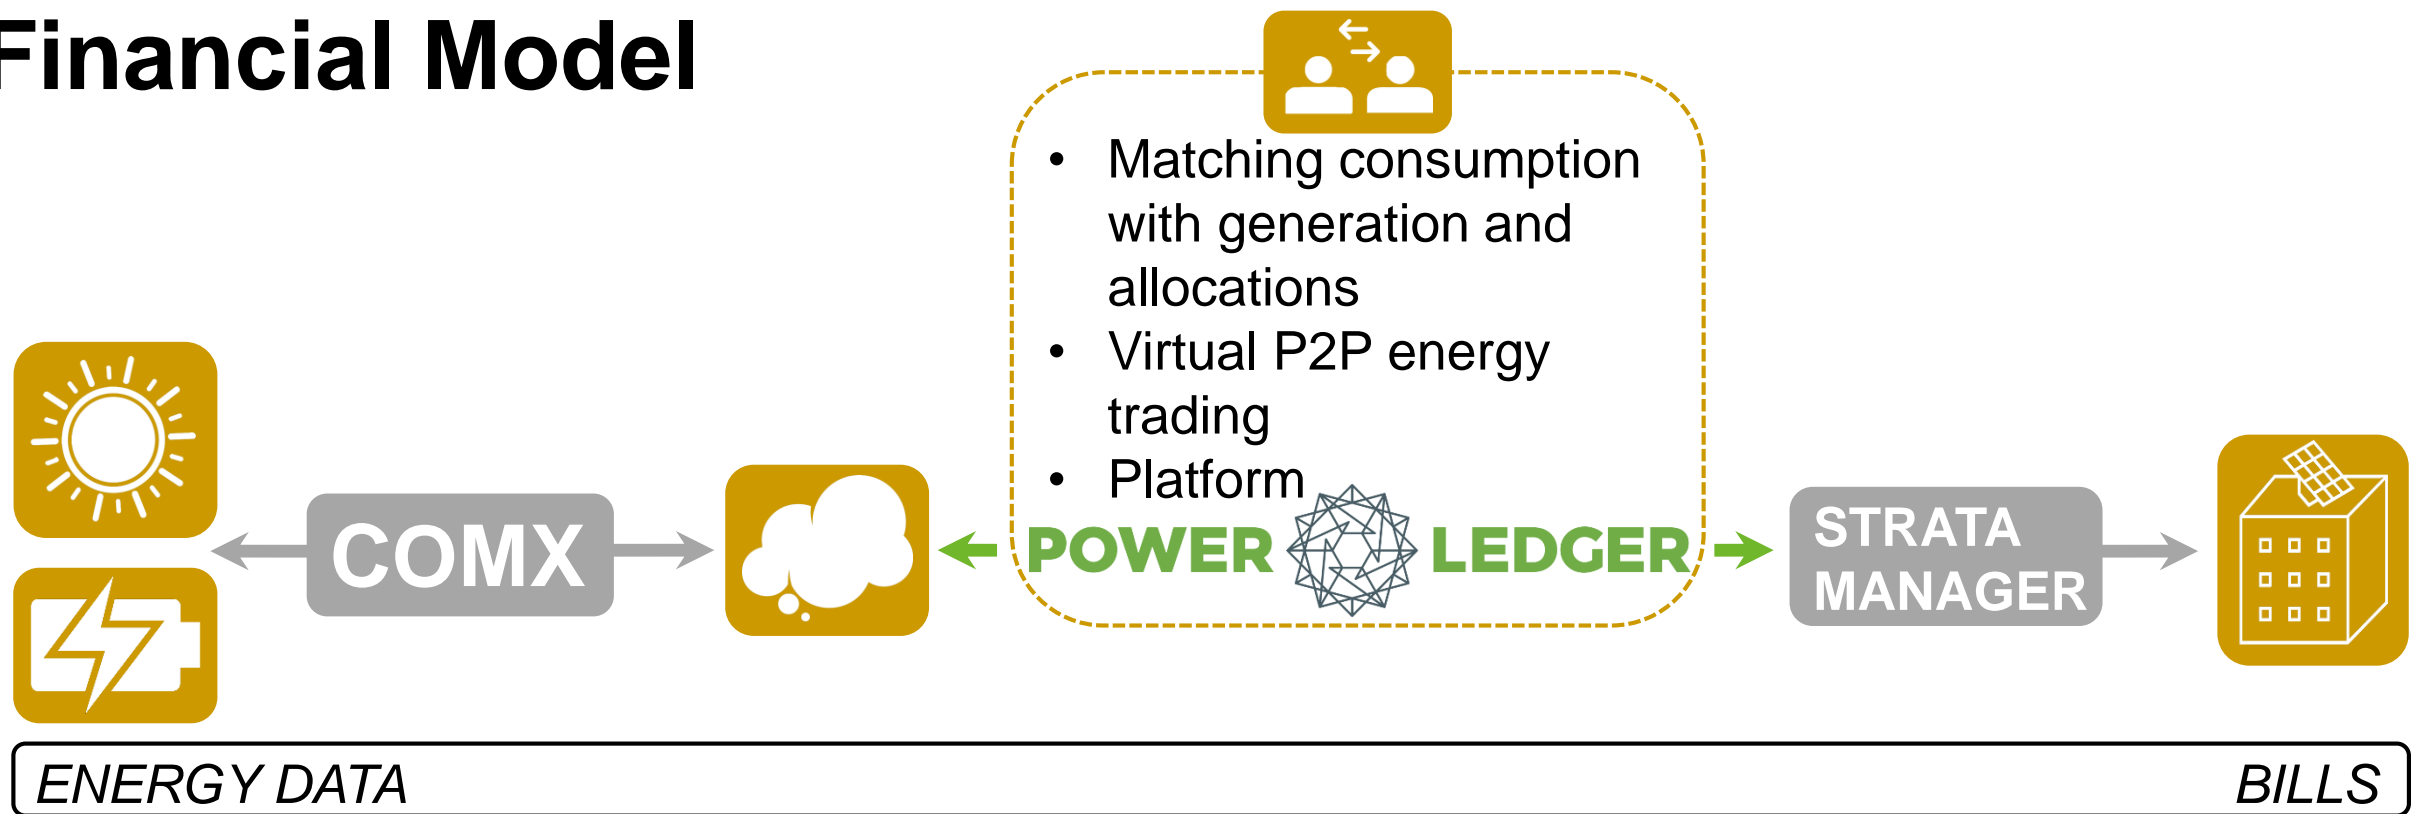 Financial Model
• Matching consumption
with generation and
allocations
• Virtual P2P energy
trading
• Platform
COMX
POWER LEDGER
STRATA
MANAGER
ENERGY DATA
BILLS